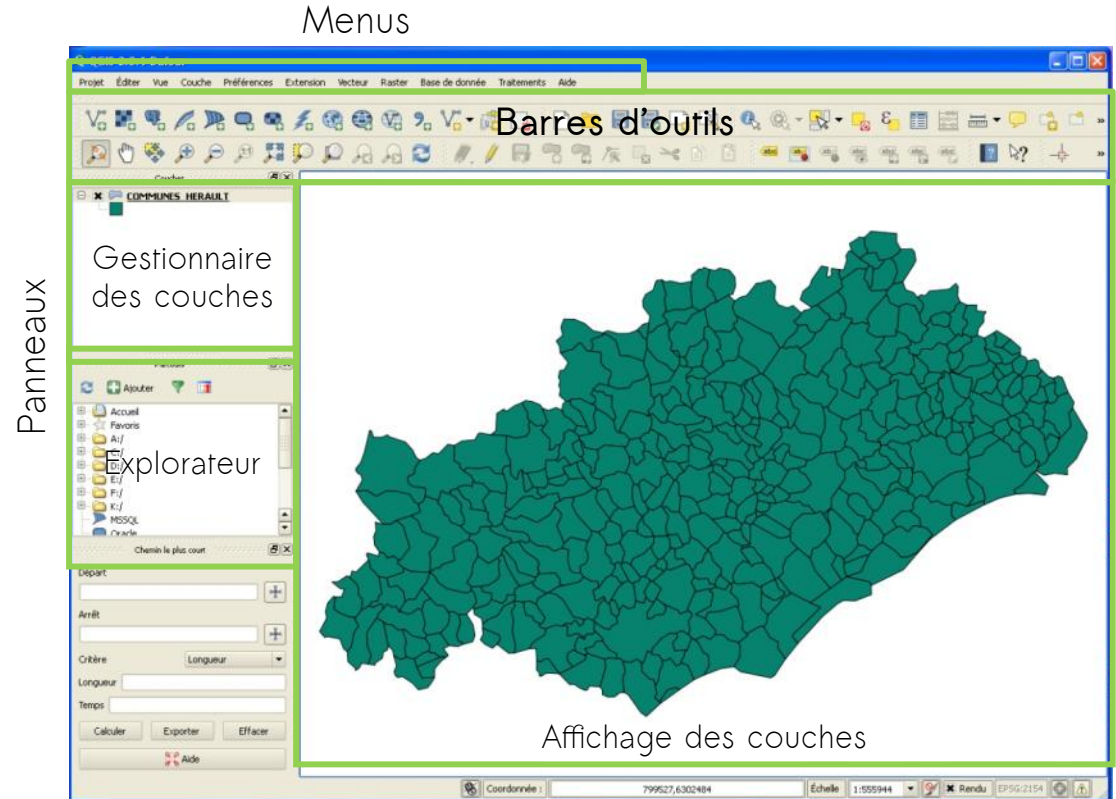 Menus
Projet Éditer Vue Couche Préférences Extension Vecteur Raster Base de donnée Traitements Aide
Barres d'outils
Couches
COMMUNES_HERAULT
Gestionnaire
des couches
Panneaux
Ajouter
Accueil
Favoris
A:/
C:/
D:/
Explorateur
E:/
F:/
K:/
MSSQL
Oracle
Chemin le plus court
Départ
Arrêt
Critère Longueur
Longueur
Temps
Calculer Exporter Effacer
Aide
Affichage des couches
Coordonnée : 799527,6302484 Échelle 1:555944 Rendu EPSG:2154